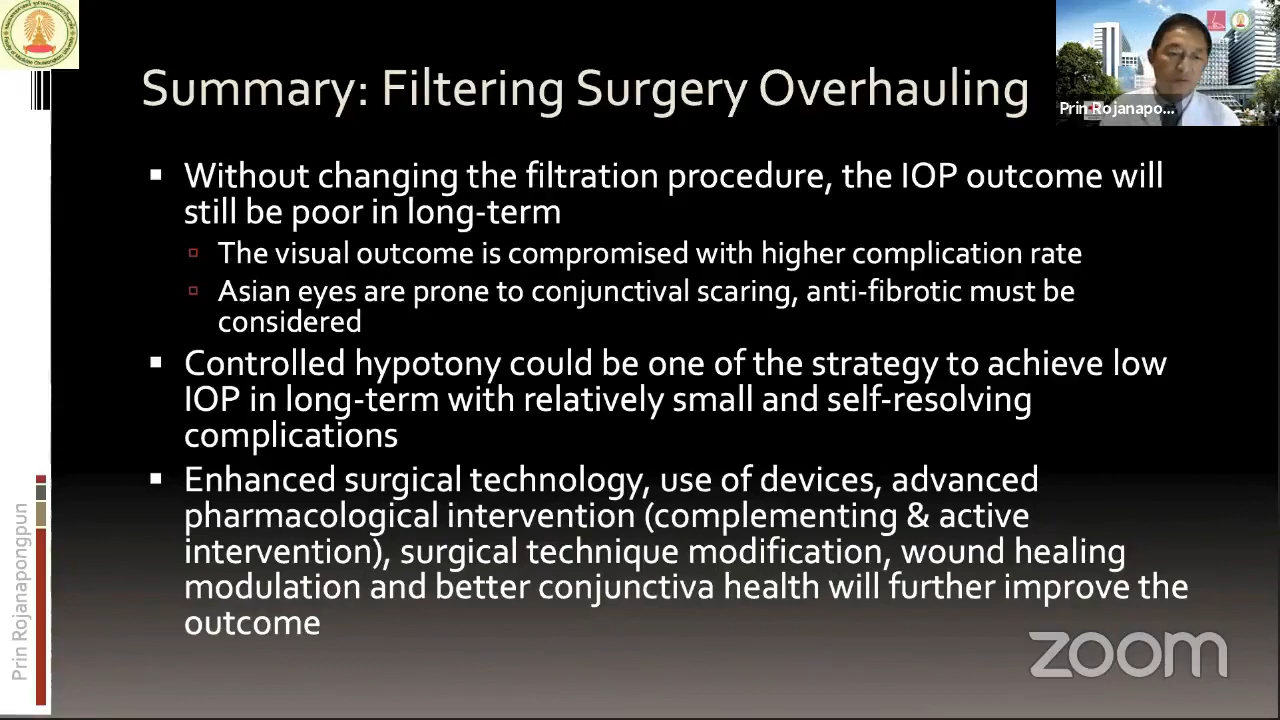 Summary: Filtering Surgery Overhauling
Prin Rojanapo...
Without changing the filtration procedure, the IOP outcome will
still be poor in long-term
The visual outcome is compromised with higher complication rate
Asian eyes are prone to conjunctival scaring, anti-fibrotic must be
considered
Controlled hypotony could be one of the strategy to achieve low
IOP in long-term with relatively small and self-resolving
complications
Enhanced surgical technology, use of devices, advanced
pharmacological intervention (complementing & active
intervention), surgical technique modification, wound healing
modulation and better conjunctiva health will further improve the
outcome
Prin Rojanapongpun
zoom